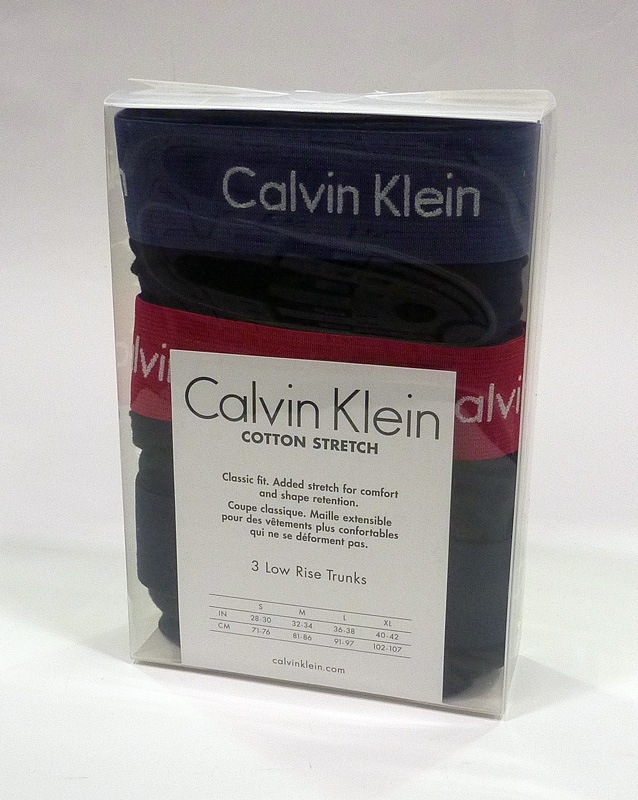 n
Calvin Klein
lvi
alvi
Calvin Klein
COTTON STRETCH
Classic fit. Added stretch for comfort
and shape retention.
Coupe classique. Maille extensible
pour des vêtements plus confortables
qui ne se déforment pas.
3 Low Rise Trunks
S M L XL
IN 28-30 32-34 36-38 40-42
CM 71-76 81-86 91-97 102-107
calvinklein.com